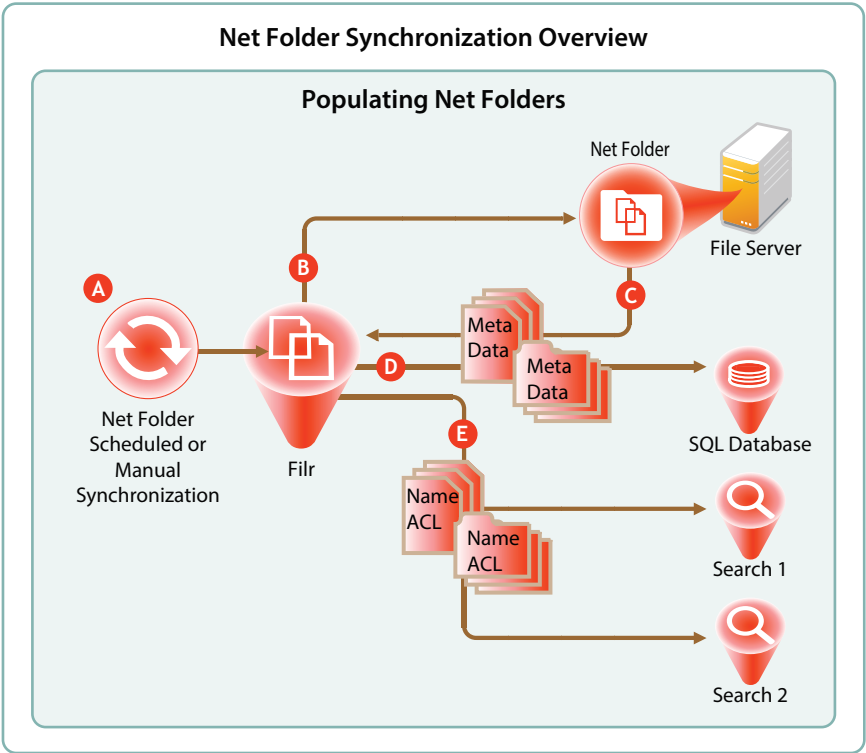 Net Folder Synchronization Overview
Populating Net Folders
Net Folder
File Server
A
B
C
Meta
Data
D
Meta
Data
SQL Database
Net Folder
Scheduled or
Manual
Synchronization
Filr
E
Name
ACL
Name
ACL
Search 1
Search 2